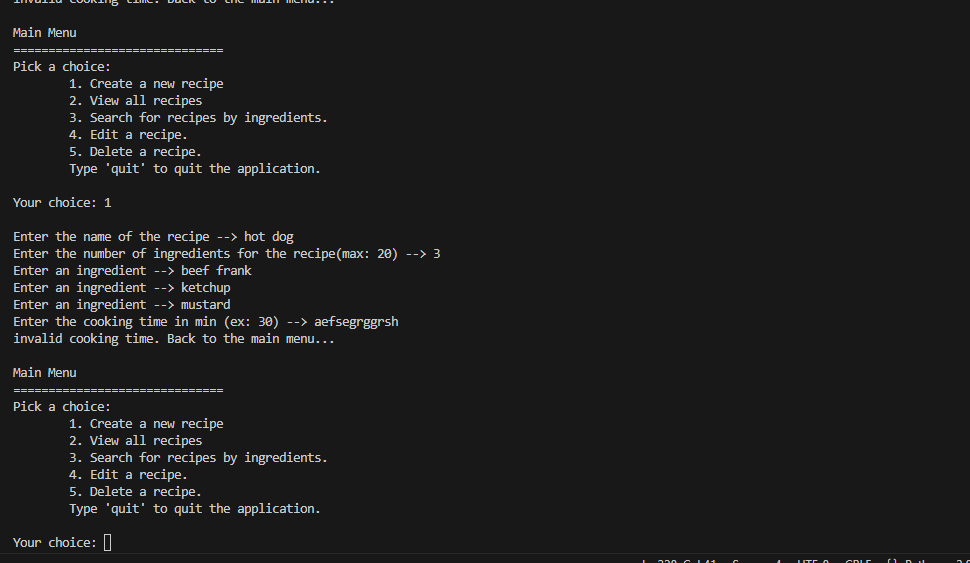 invalid cooking time. Back to the main menu...
Main Menu
==============================
Pick a choice:
1. Create a new recipe
2. View all recipes
3. Search for recipes by ingredients.
4. Edit a recipe.
5. Delete a recipe.
Type 'quit' to quit the application.
Your choice: 1
Enter the name of the recipe --> hot dog
Enter the number of ingredients for the recipe(max: 20) --> 3
Enter an ingredient --> beef frank
Enter an ingredient --> ketchup
Enter an ingredient --> mustard
Enter the cooking time in min (ex: 30) --> aefsegrggrsh
invalid cooking time. Back to the main menu...
Main Menu
==============================
Pick a choice:
1. Create a new recipe
2. View all recipes
3. Search for recipes by ingredients.
4. Edit a recipe.
5. Delete a recipe.
Type 'quit' to quit the application.
Your choice: